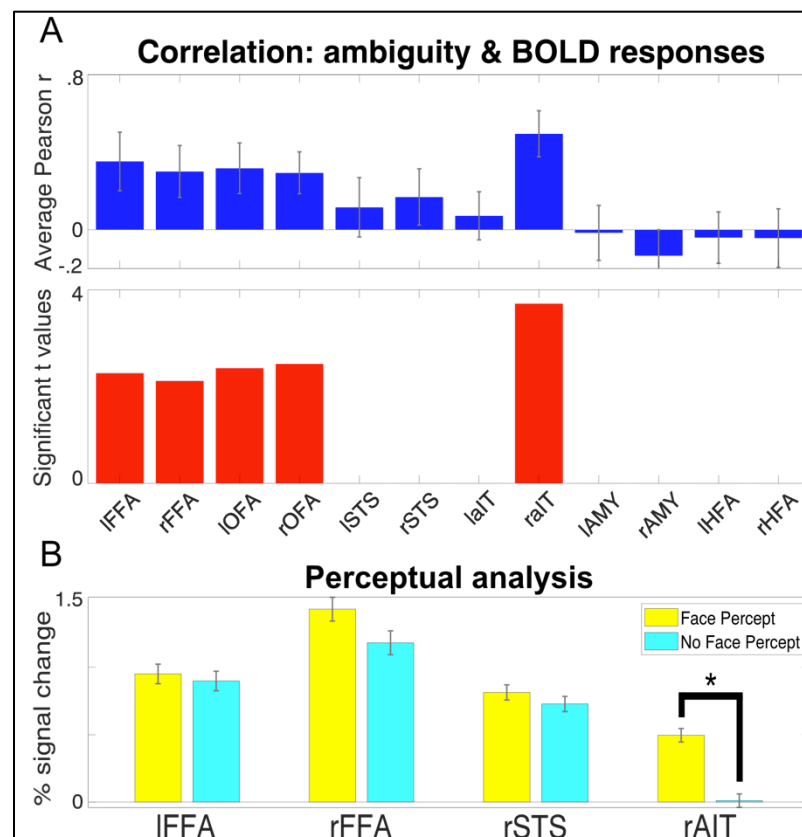 A
Correlation: ambiguity & BOLD responses
Average Pearson r
.8
0
-.2
Significant t values
4
0
lFFA rFFA lOFA rOFA lSTS rSTS laIT raIT lAMY rAMY lHFA rHFA
B
Perceptual analysis
% signal change
1.5
0
Face Percept
No Face Percept
*
lFFA rFFA rSTS rAIT